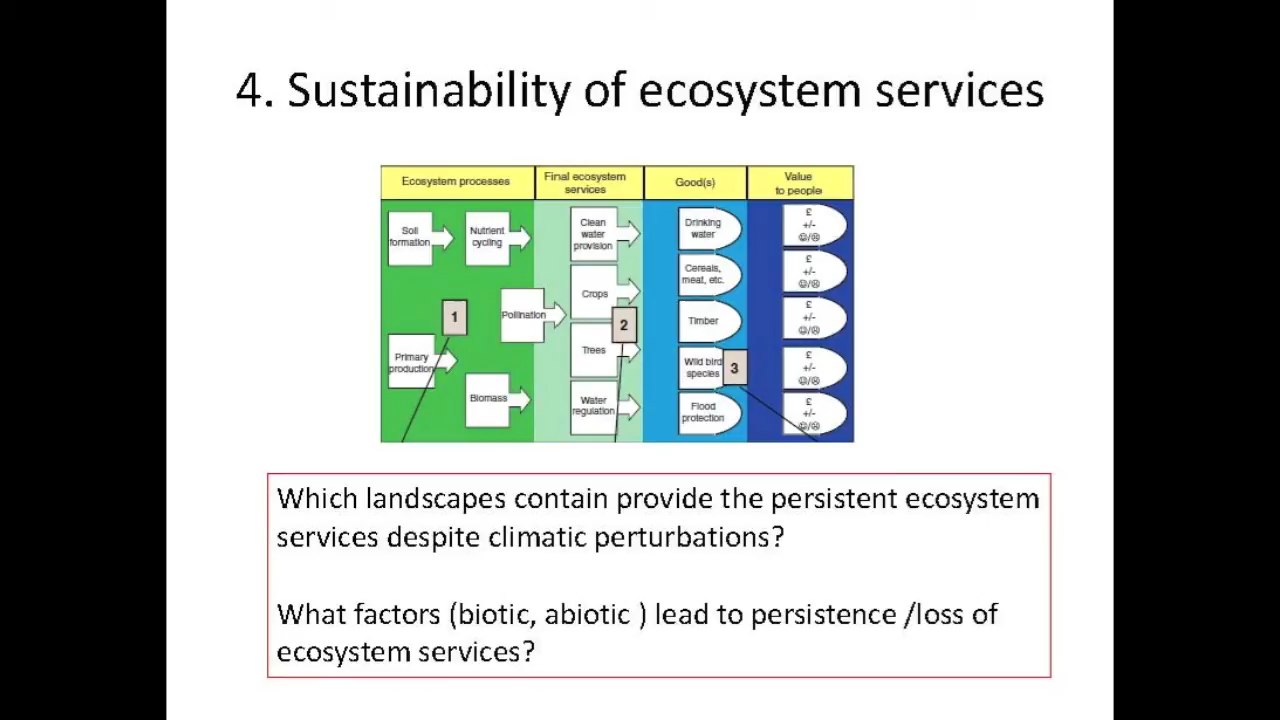 4. Sustainability of ecosystem services
Ecosystem processes
Final ecosystem
services
Good(s)
Value
to people
Soil
formation
Nutrient
cycling
Clean
water
provision
Drinking
water
£
+/-
☺/☹
Crops
Cereals,
meat, etc.
£
+/-
☺/☹
1
Pollination
2
Timber
£
+/-
☺/☹
Primary
production
Trees
Wild bird
species
3
£
+/-
☺/☹
Biomass
Water
regulation
Flood
protection
£
+/-
☺/☹
Which landscapes contain provide the persistent ecosystem
services despite climatic perturbations?
What factors (biotic, abiotic ) lead to persistence /loss of
ecosystem services?